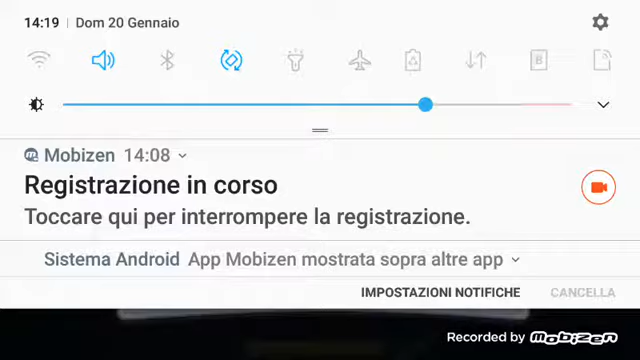 14:19 | Dom 20 Gennaio
Mobizen 14:08
Registrazione in corso
Toccare qui per interrompere la registrazione.
Sistema Android App Mobizen mostrata sopra altre app
IMPOSTAZIONI NOTIFICHE CANCELLA
Recorded by mobizen